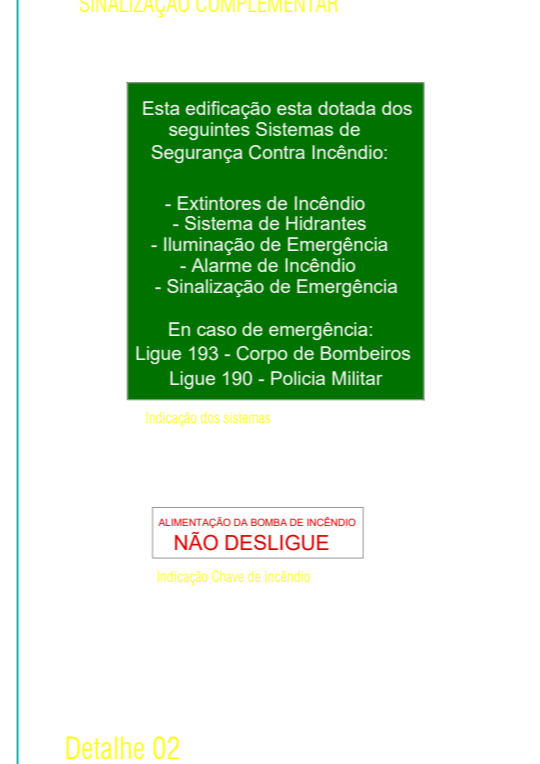 SINALIZAÇÃO COMPLEMENTAR
Esta edificação esta dotada dos
seguintes Sistemas de
Segurança Contra Incêndio:
- Extintores de Incêndio
- Sistema de Hidrantes
- Iluminação de Emergência
- Alarme de Incêndio
- Sinalização de Emergência
En caso de emergência:
Ligue 193 - Corpo de Bombeiros
Ligue 190 - Policia Militar
Indicação dos sistemas
ALIMENTAÇÃO DA BOMBA DE INCÊNDIO
NÃO DESLIGUE
Indicação Chave de incêndio
Detalhe 02